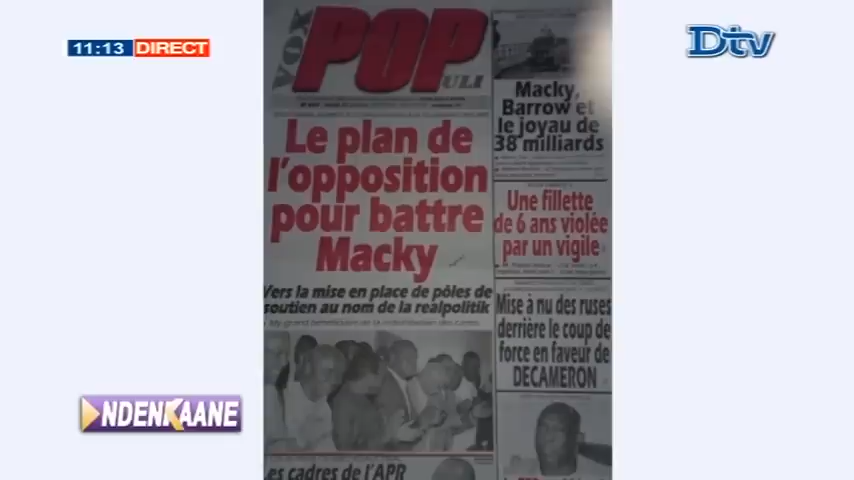 11:13 DIRECT
Dtv
VOX
POP
ULI
Le plan de
l'opposition
pour battre
Macky
Vers la mise en place de pôles de
soutien au nom de la realpolitik
Les cadres de l'APR
Macky,
Barrow et
le joyau de
38 milliards
Une fillette
de 6 ans violée
par un vigile
Mise à nu des ruses
derrière le coup de
force en faveur de
DECAMERON
NDENKAANE